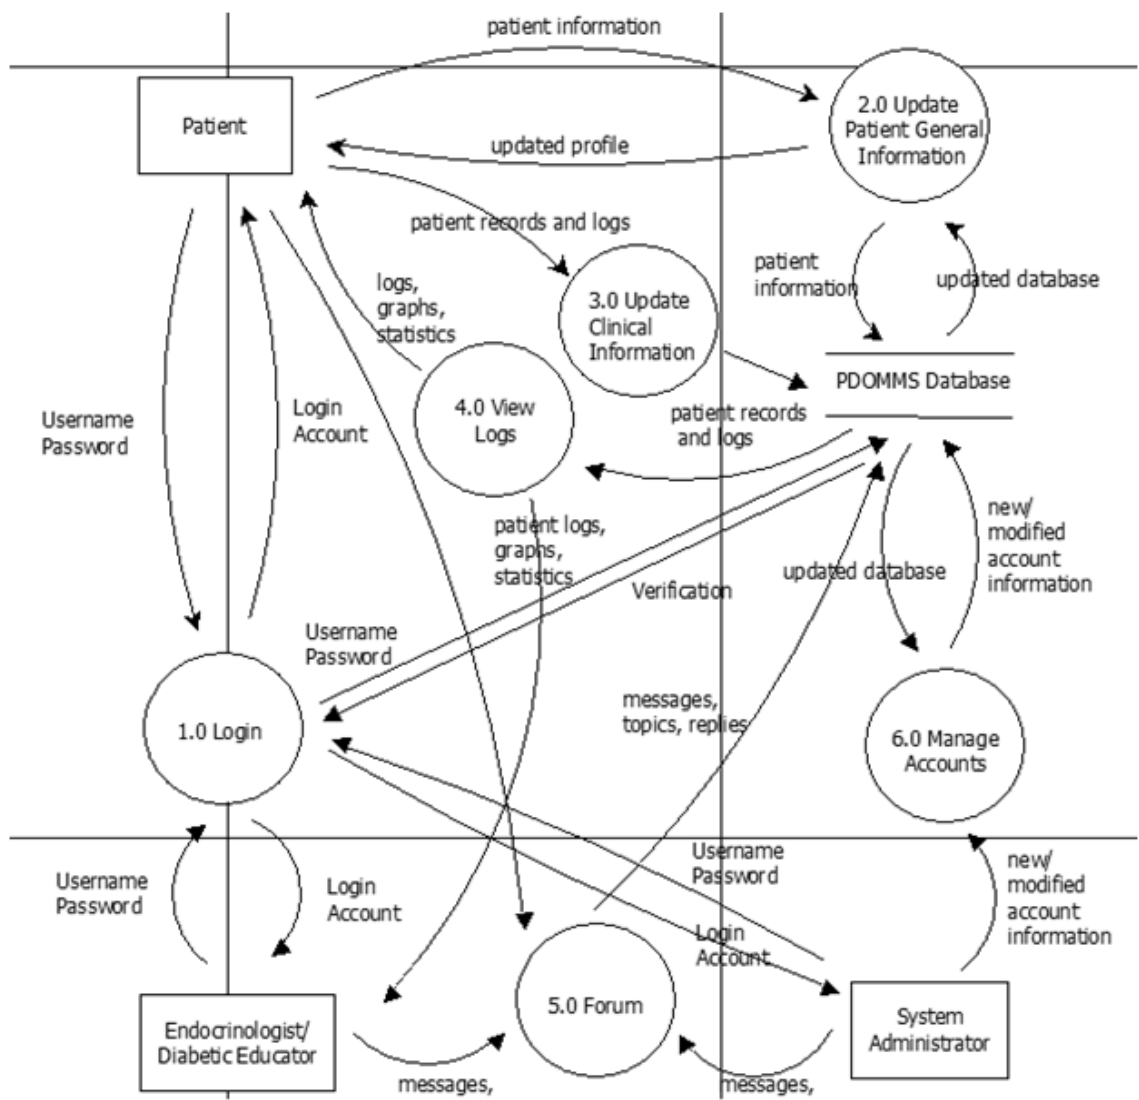 patient information
Patient
2.0 Update
Patient General
Information
updated profile
patient records and logs
patient
information
updated database
logs,
graphs,
statistics
3.0 Update
Clinical
Information
PDOMMS Database
4.0 View
Logs
patient records
and logs
Username
Password
Login
Account
new/
modified
account
information
patient logs,
graphs,
statistics
updated database
Verification
Username
Password
messages,
topics, replies
1.0 Login
6.0 Manage
Accounts
Username
Password
Login
Account
Username
Password
new/
modified
account
information
Login
Account
5.0 Forum
Endocrinologist/
Diabetic Educator
System
Administrator
messages,
messages,